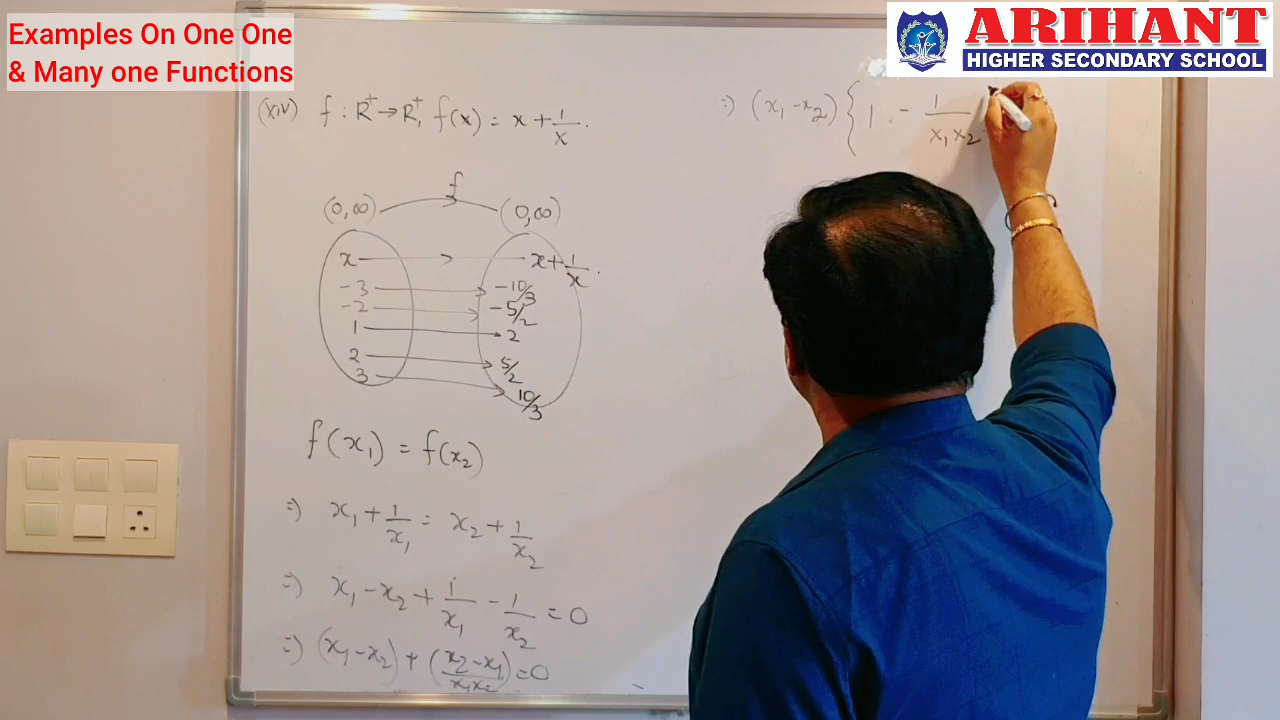 Examples On One One
& Many one Functions
ARIHANT
HIGHER SECONDARY SCHOOL
(xiv) f : R⁺ → R⁺, f(x) = x + 1/x.
f
(0,∞) (0,∞)
x x + 1/x.
-3 -10/3
-2 -5/2
1 2
2 5/2
3 10/3
f(x₁) = f(x₂)
⇒ x₁ + 1/x₁ = x₂ + 1/x₂
⇒ x₁ - x₂ + 1/x₁ - 1/x₂ = 0
⇒ (x₁ - x₂) + (x₂ - x₁/x₁x₂) = 0
⇒ (x₁ - x₂) { 1 - 1/x₁x₂